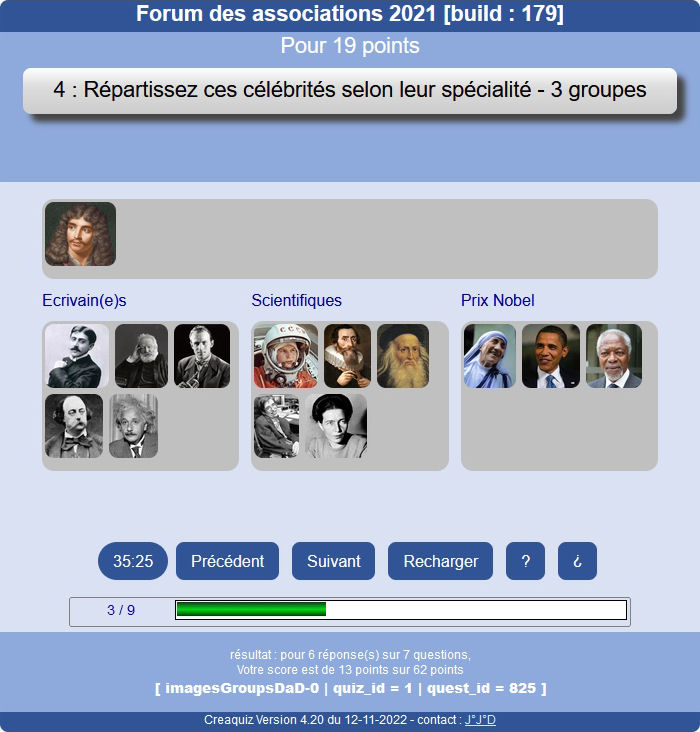 Forum des associations 2021 [build : 179]
Pour 19 points
4 : Répartissez ces célébrités selon leur spécialité - 3 groupes
Ecrivain(e)s
Scientifiques
Prix Nobel
CCCP
35:25
Précédent
Suivant
Recharger
?
¿
3 / 9
résultat : pour 6 réponse(s) sur 7 questions,
Votre score est de 13 points sur 62 points
[ imagesGroupsDaD-0 | quiz_id = 1 | quest_id = 825 ]
Creaquiz Version 4.20 du 12-11-2022 - contact : J°J°D